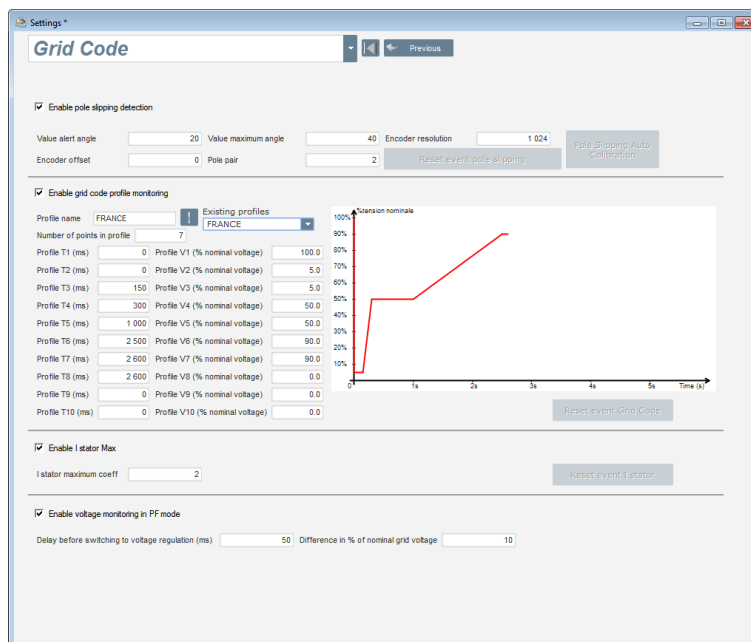 Settings *
Grid Code
Previous
Enable pole slipping detection
Value alert angle 20 Value maximum angle 40 Encoder resolution 1 024
Pole Slipping Auto Calibration
Encoder offset 0 Pole pair 2 Reset event pole slipping
Enable grid code profile monitoring
Profile name FRANCE ! Existing profiles FRANCE
Number of points in profile 7
Profile T1 (ms) 0 Profile V1 (% nominal voltage) 100.0
Profile T2 (ms) 0 Profile V2 (% nominal voltage) 5.0
Profile T3 (ms) 150 Profile V3 (% nominal voltage) 5.0
Profile T4 (ms) 300 Profile V4 (% nominal voltage) 50.0
Profile T5 (ms) 1 000 Profile V5 (% nominal voltage) 50.0
Profile T6 (ms) 2 500 Profile V6 (% nominal voltage) 90.0
Profile T7 (ms) 2 600 Profile V7 (% nominal voltage) 90.0
Profile T8 (ms) 2 600 Profile V8 (% nominal voltage) 0.0
Profile T9 (ms) 0 Profile V9 (% nominal voltage) 0.0
Profile T10 (ms) 0 Profile V10 (% nominal voltage) 0.0
%tension nominale
100%
90%
80%
70%
60%
50%
40%
30%
20%
10%
0 1s 2s 3s 4s 5s Time (s)
Reset event Grid Code
Enable I stator Max
I stator maximum coeff 2 Reset event I stator
Enable voltage monitoring in PF mode
Delay before switching to voltage regulation (ms) 50 Difference in % of nominal grid voltage 10